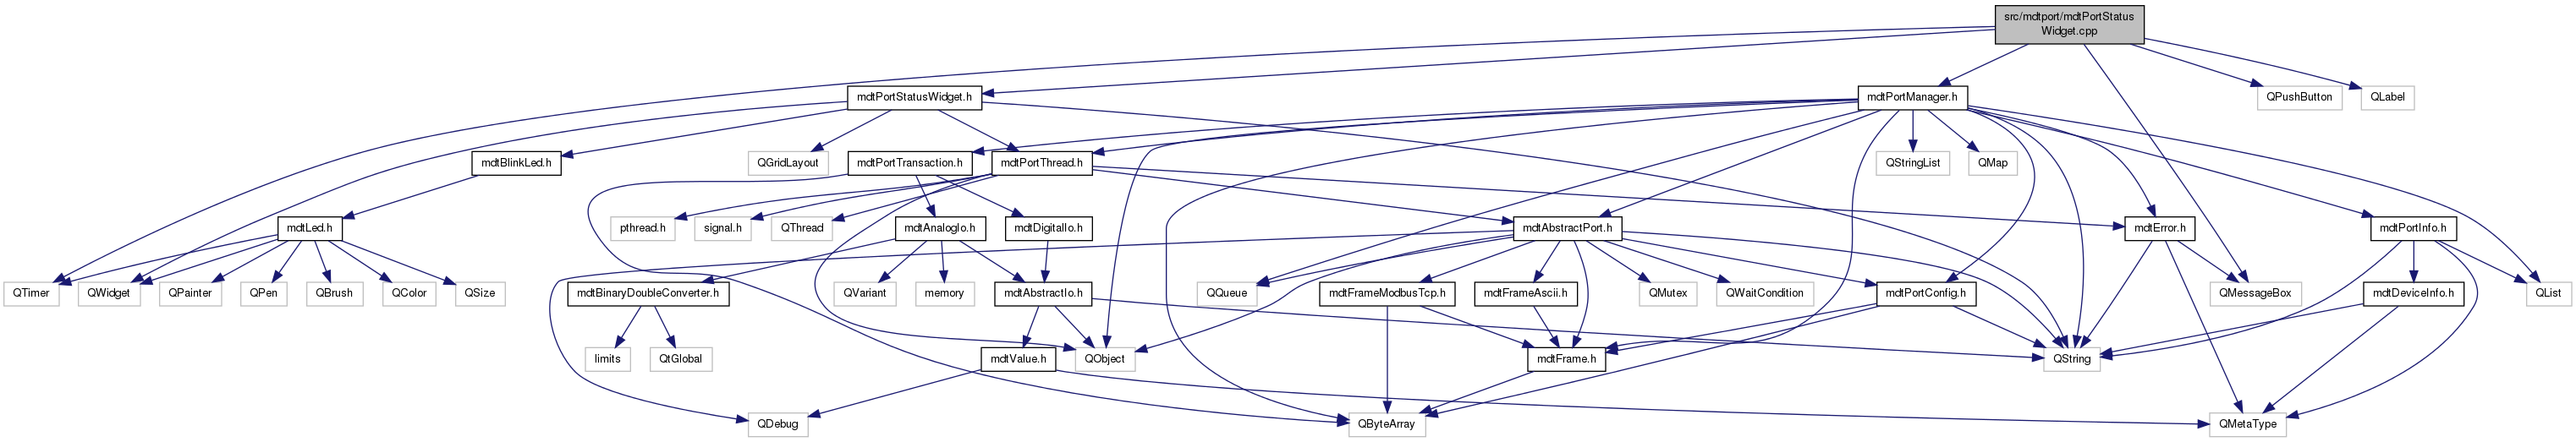 src/mdtport/mdtPortStatus
Widget.cpp
mdtPortStatusWidget.h
mdtPortManager.h
QPushButton
QLabel
mdtBlinkLed.h
QGridLayout
mdtPortTransaction.h
mdtPortThread.h
QStringList
QMap
mdtLed.h
pthread.h
signal.h
QThread
mdtAnalogIo.h
mdtDigitalIo.h
mdtAbstractPort.h
mdtError.h
mdtPortInfo.h
QTimer
QWidget
QPainter
QPen
QBrush
QColor
QSize
mdtBinaryDoubleConverter.h
QVariant
memory
mdtAbstractIo.h
QQueue
mdtFrameModbusTcp.h
mdtFrameAscii.h
QMutex
QWaitCondition
mdtPortConfig.h
QMessageBox
mdtDeviceInfo.h
QList
limits
QtGlobal
mdtValue.h
QObject
mdtFrame.h
QString
QDebug
QByteArray
QMetaType